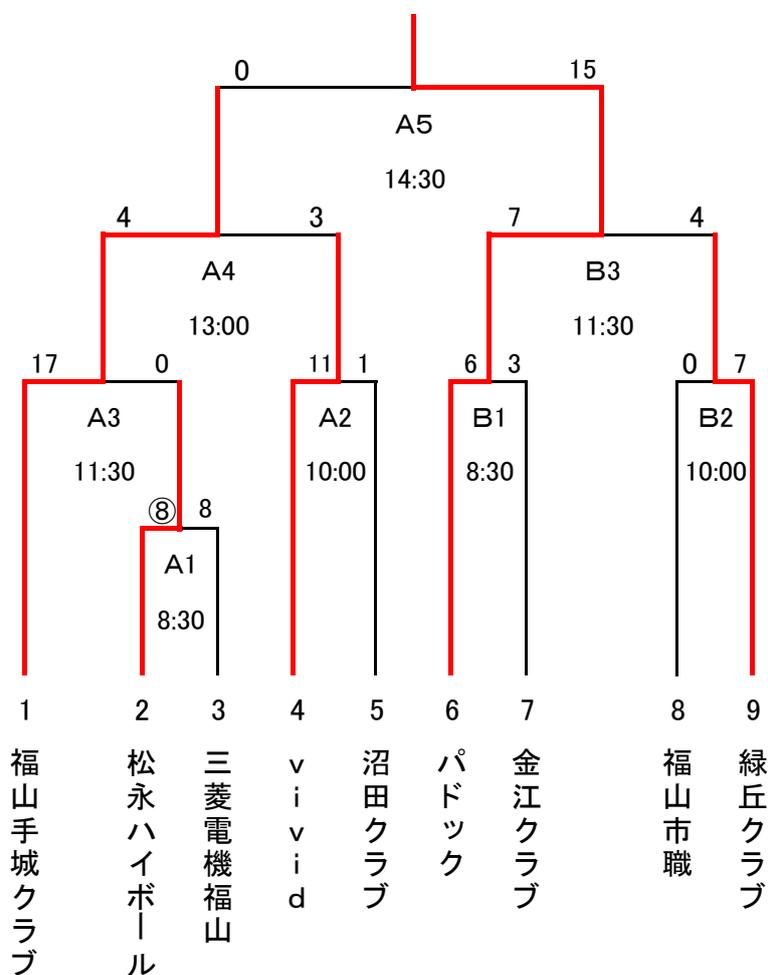 0 15
A5
14:30
4 3 7 4
A4 B3
13:00 11:30
17 0 11 1 6 3 0 7
A3 A2 B1 B2
11:30 10:00 8:30 10:00
⑧ 8
A1
8:30
1 2 3 4 5 6 7 8 9
福山手城クラブ
松永ハイボール
三菱電機福山
vivid
沼田クラブ
パドック
金江クラブ
福山市職
緑丘クラブ